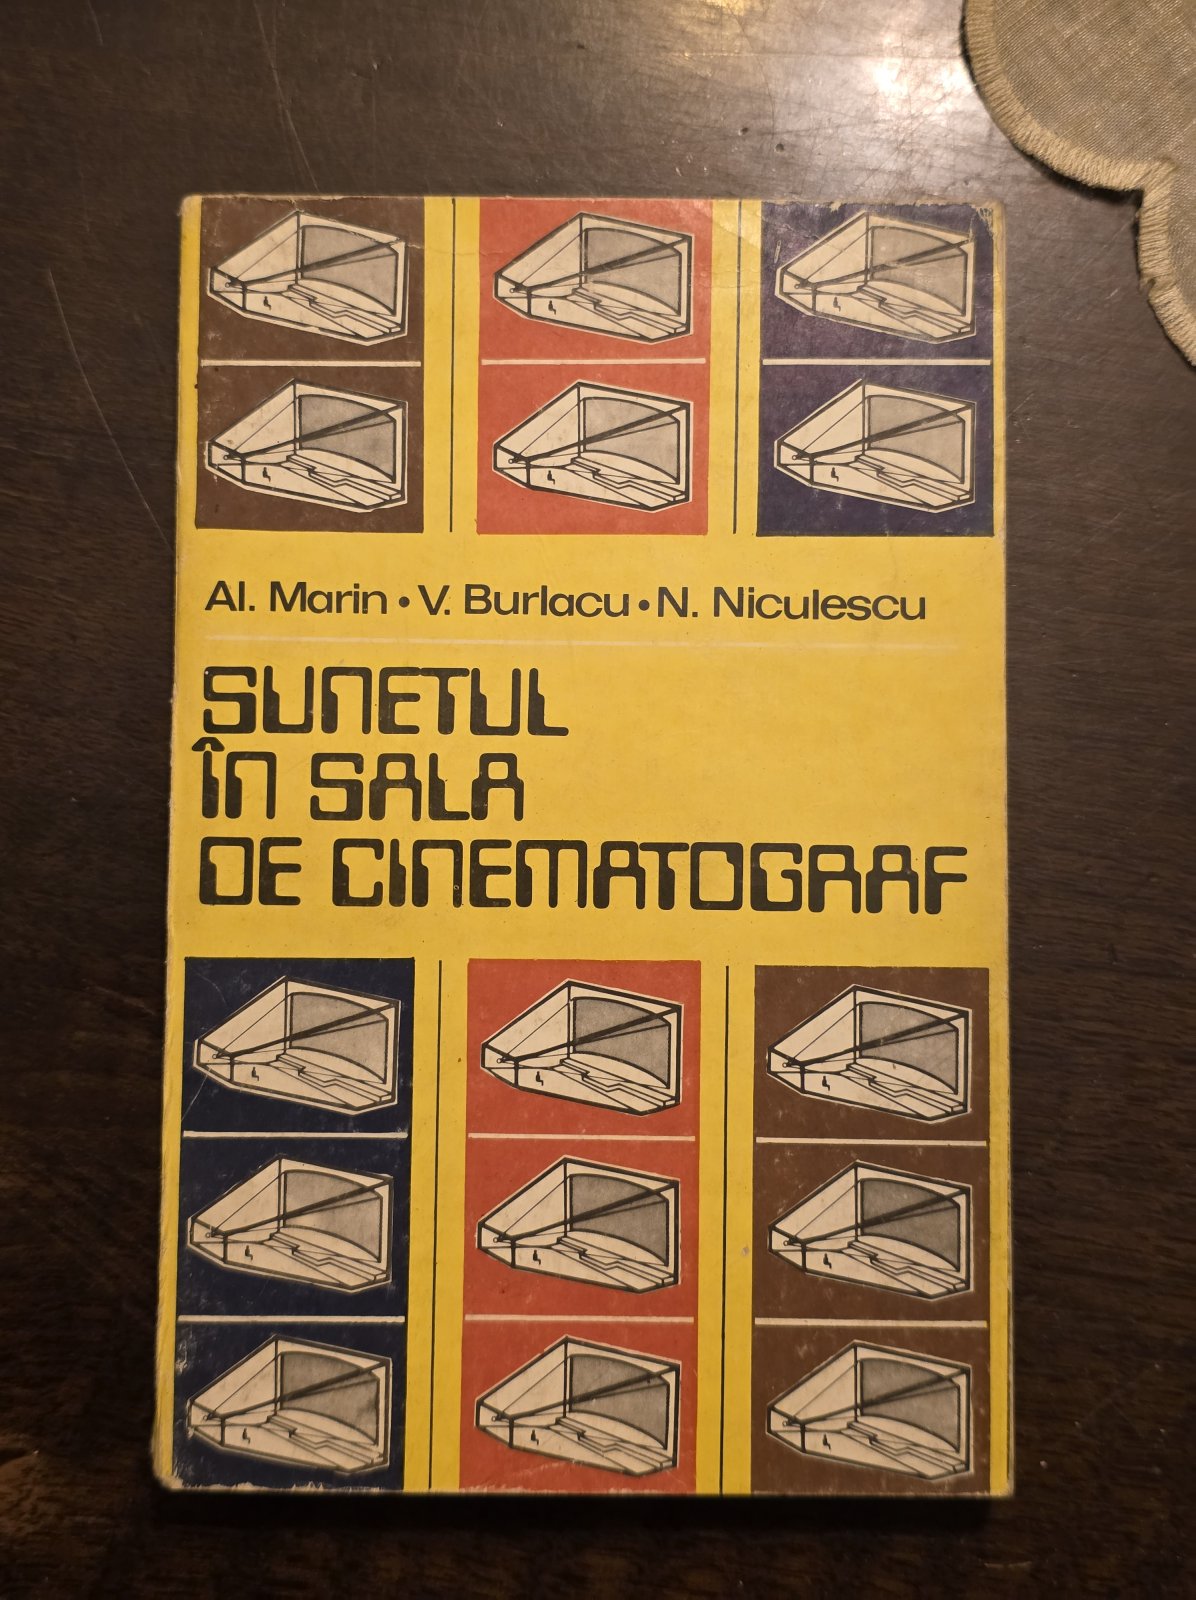 Al. Marin • V. Burlacu • N. Niculescu
SUNETUL
ÎN SALA
DE CINEMATOGRAF